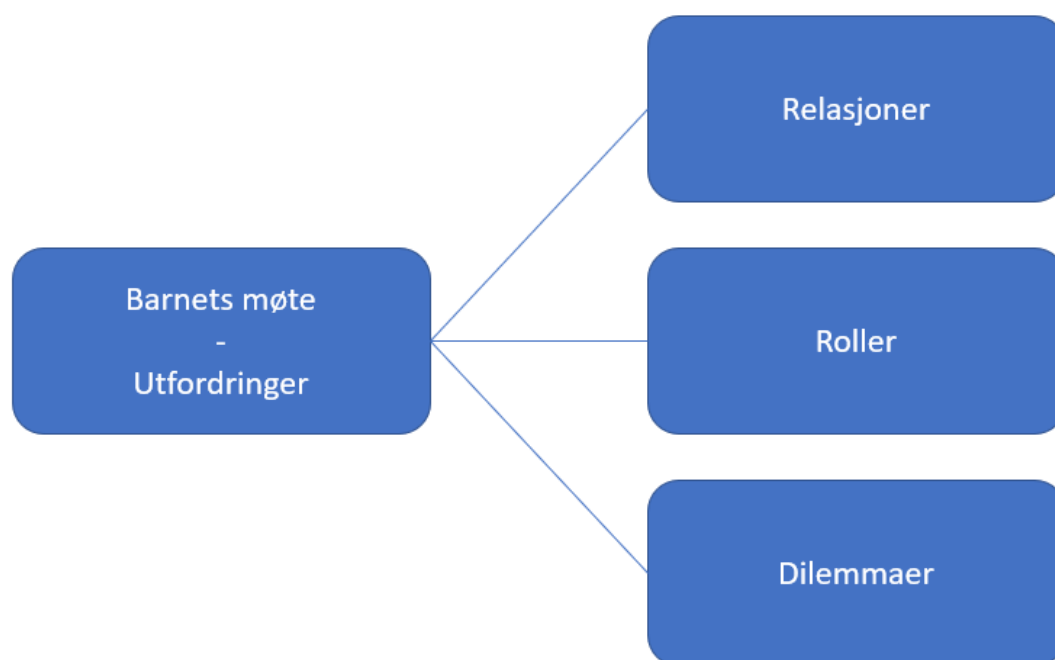 Barnets møte
-
Utfordringer
Relasjoner
Roller
Dilemmaer